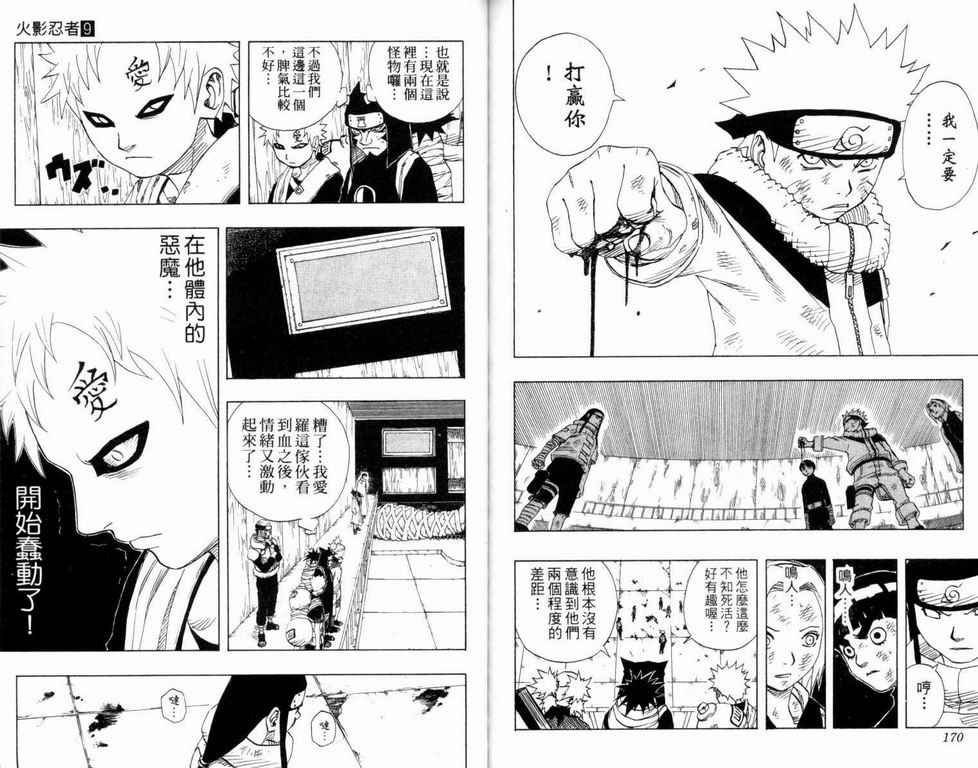 我一定要
……
打贏你
！
哼…
鳴人…
鳴人…
他怎麼這麼
不知死活？
好有趣喔…
他根本沒有
意識到他們
兩個程度的
差距…
170
火影忍者9
也就是說
…現在這
裡有兩個
怪物囉…
不過我們
這邊這一個
，脾氣比較
不好…
愛
愛
ウズ‥
糟了…我愛
羅這傢伙看
到血之後，
情緒又激動
起來了…
在他體內的
惡魔…
愛
開始蠢動了！
噠…
噠…